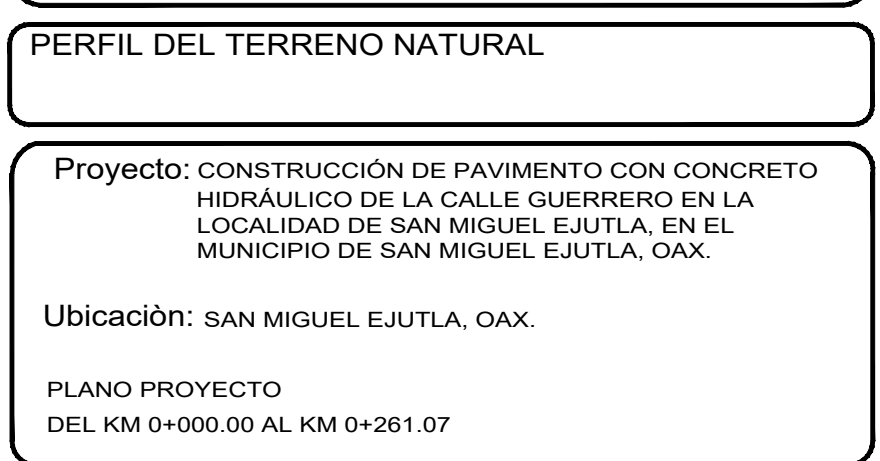 PERFIL DEL TERRENO NATURAL
Proyecto: CONSTRUCCIÓN DE PAVIMENTO CON CONCRETO
HIDRÁULICO DE LA CALLE GUERRERO EN LA
LOCALIDAD DE SAN MIGUEL EJUTLA, EN EL
MUNICIPIO DE SAN MIGUEL EJUTLA, OAX.
Ubicaciòn: SAN MIGUEL EJUTLA, OAX.
PLANO PROYECTO
DEL KM 0+000.00 AL KM 0+261.07